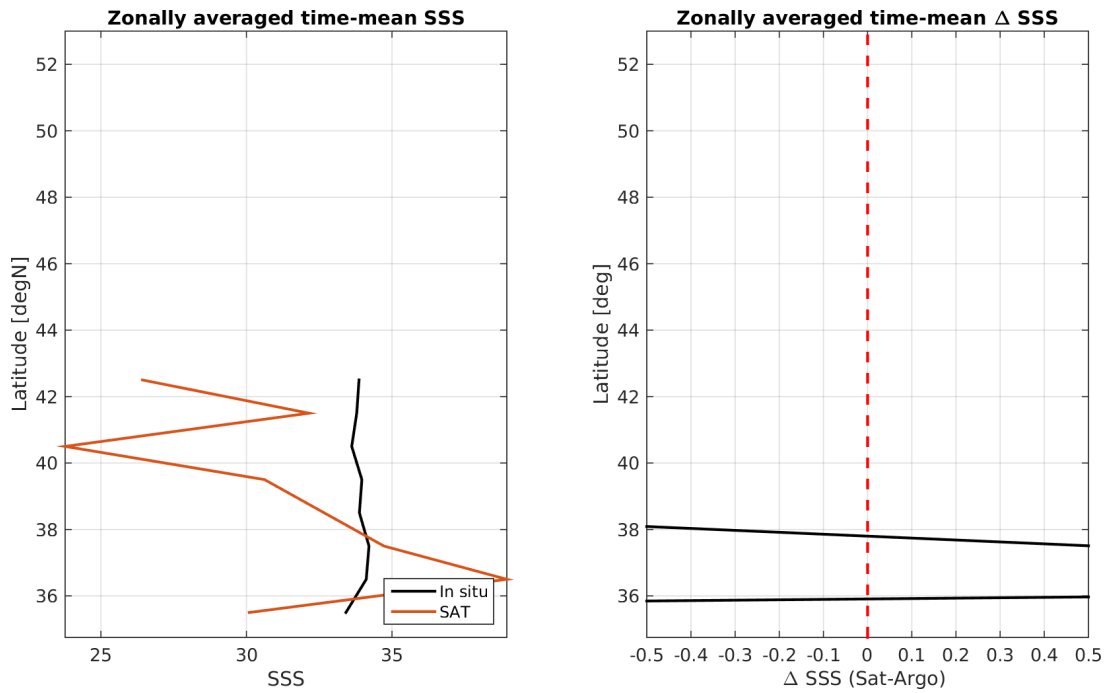 Zonally averaged time-mean SSS
52
50
48
46
44
42
40
38
36
Latitude [degN]
25 30 35
SSS
In situ
SAT
Zonally averaged time-mean Δ SSS
52
50
48
46
44
42
40
38
36
Latitude [deg]
-0.5 -0.4 -0.3 -0.2 -0.1 0 0.1 0.2 0.3 0.4 0.5
Δ SSS (Sat-Argo)